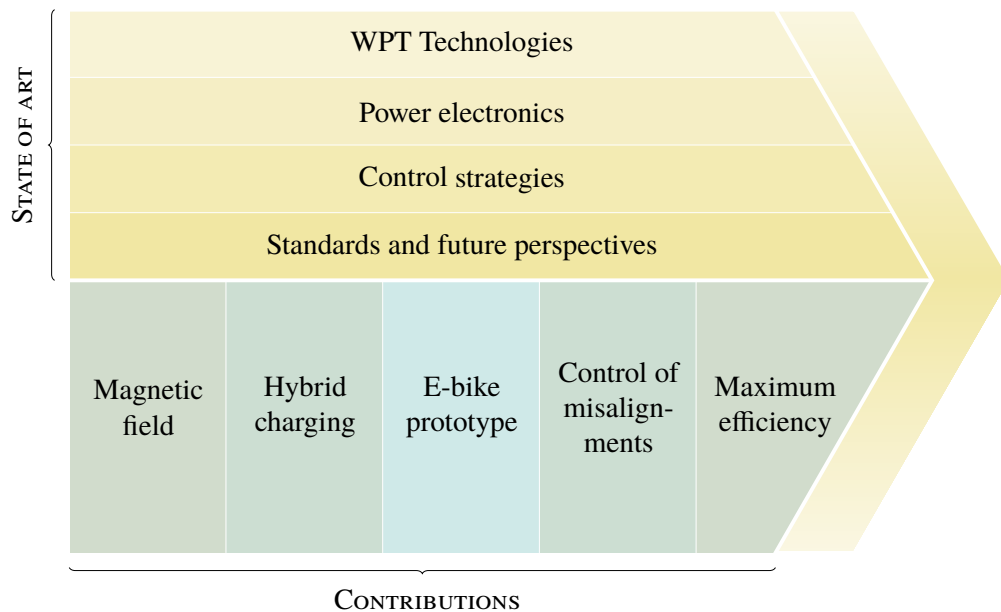 WPT Technologies
Power electronics
Control strategies
Standards and future perspectives
STATE OF ART
Magnetic
field
Hybrid
charging
E-bike
prototype
Control of
misalign-
ments
Maximum
efficiency
CONTRIBUTIONS